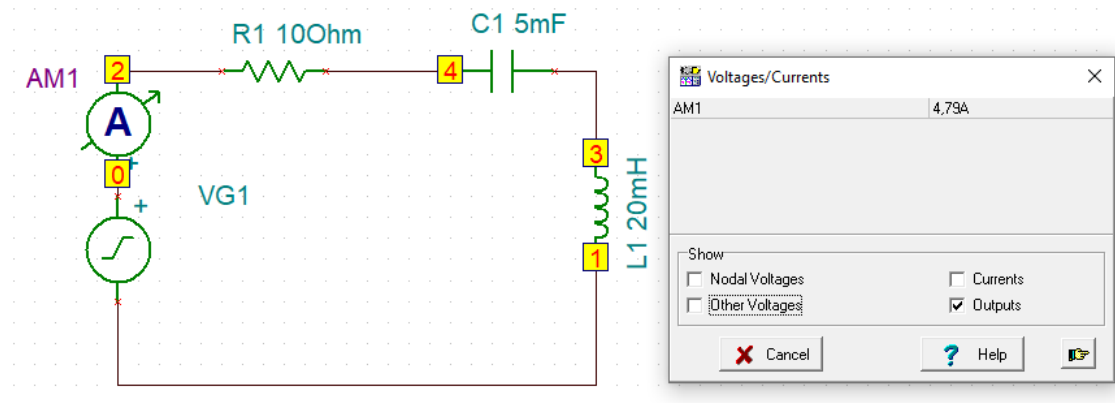 R1 10Ohm
C1 5mF
AM1
2
4
A
+
0
3
VG1
+
L1 20mH
1
Voltages/Currents
AM1 4,79A
Show
Nodal Voltages
Currents
Other Voltages
Outputs
Cancel
? Help